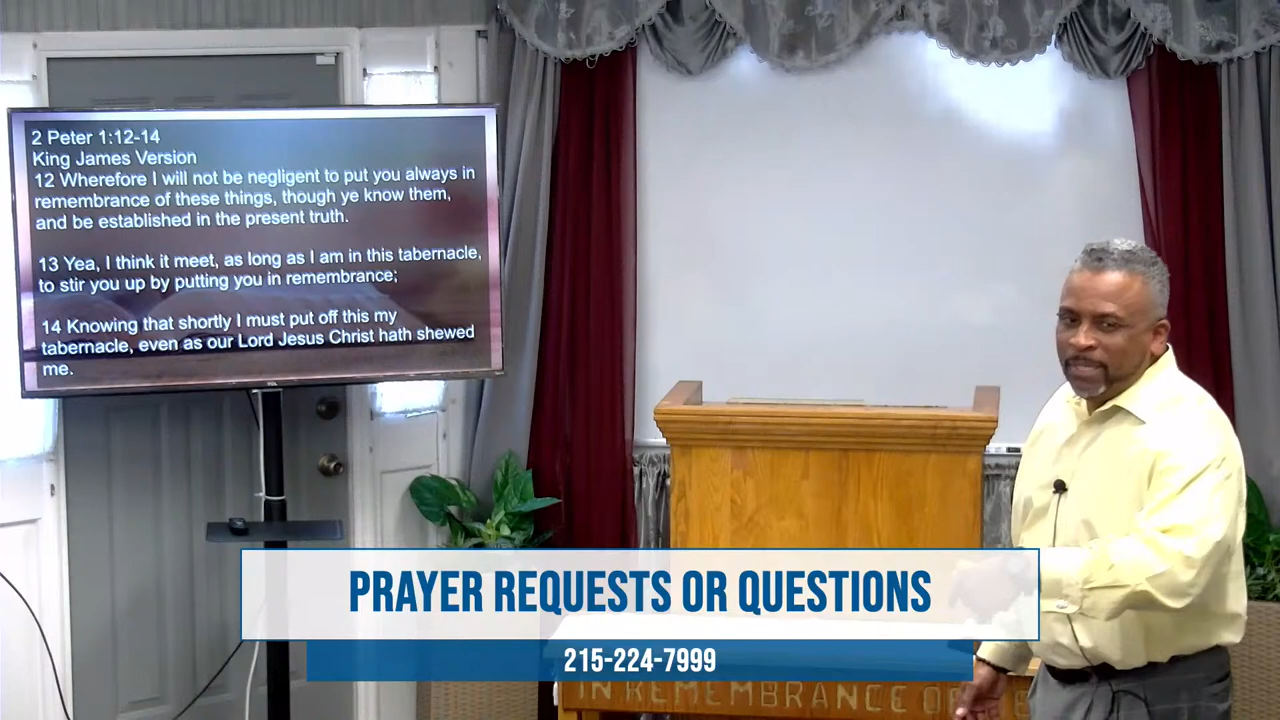 2 Peter 1:12-14
King James Version
12 Wherefore I will not be negligent to put you always in
remembrance of these things, though ye know them,
and be established in the present truth.
13 Yea, I think it meet, as long as I am in this tabernacle,
to stir you up by putting you in remembrance;
14 Knowing that shortly I must put off this my
tabernacle, even as our Lord Jesus Christ hath shewed
me.
PRAYER REQUESTS OR QUESTIONS
215-224-7999
IN REMEMBRANCE OF